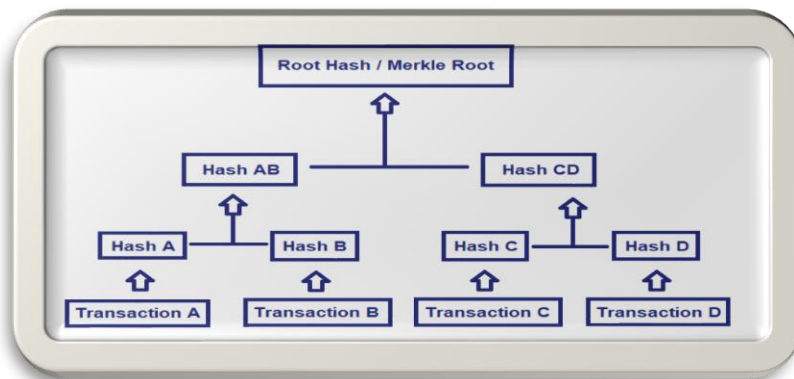 Root Hash / Merkle Root
Hash AB
Hash CD
Hash A
Hash B
Hash C
Hash D
Transaction A
Transaction B
Transaction C
Transaction D